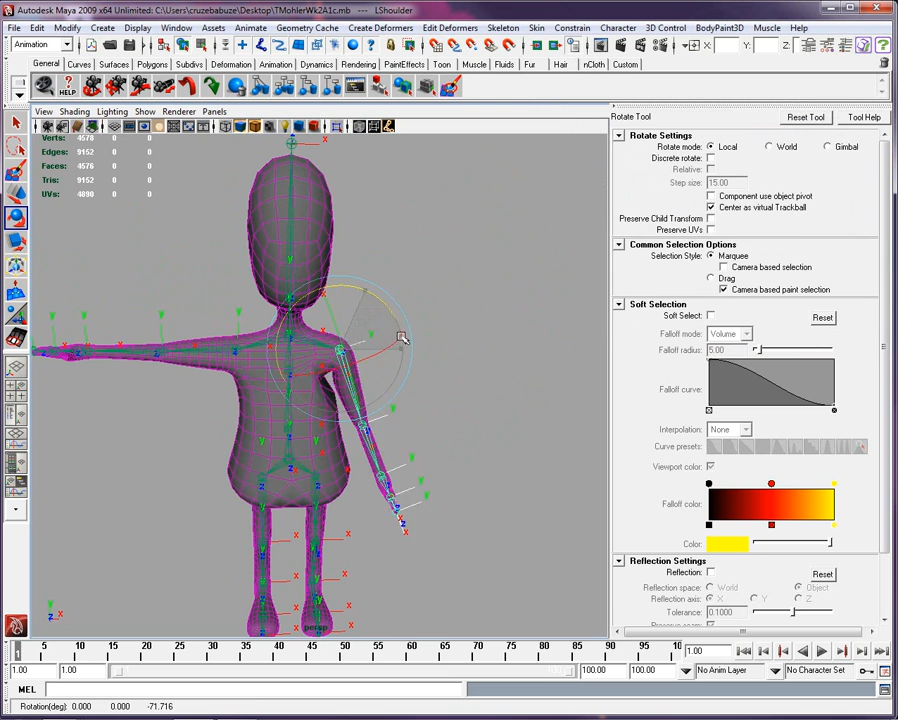 Autodesk Maya 2009 x64 Unlimited: C:\Users\cruzebabuze\Desktop\TMohlerWk2A1c.mb --- LShoulder
File Edit Modify Create Display Window Assets Animate Geometry Cache Create Deformers Edit Deformers Skeleton Skin Constrain Character 3D Control BodyPaint3D Muscle Help
Animation X: Y: Z:
General Curves Surfaces Polygons Subdivs Deformation Animation Dynamics Rendering PaintEffects Toon Muscle Fluids Fur Hair nCloth Custom
HELP
View Shading Lighting Show Renderer Panels
Rotate Tool Reset Tool Tool Help
Verts: 4578 0 0
Edges: 9152 0 0
Faces: 4576 0 0
Tris: 9152 0 0
UVs: 4890 0 0
Rotate Settings
Rotate mode: Local World Gimbal
Discrete rotate:
Relative:
Step size: 15.00
Component use object pivot
Center as virtual Trackball
Preserve Child Transform
Preserve UVs
Common Selection Options
Selection Style: Marquee
Camera based selection
Drag
Camera based paint selection
Soft Selection
Soft Select: Reset
Falloff mode: Volume
Falloff radius: 5.00
Falloff curve:
Interpolation: None
Curve presets:
Viewport color:
Falloff color:
Color:
Reflection Settings
Reflection: Reset
Reflection space: World Object
Reflection axis: X Y Z
Tolerance: 0.1000
Preserve seam:
persp
1 5 10 15 20 25 30 35 40 45 50 55 60 65 70 75 80 85 90 95 10 1.00
1.00 1.00 100.00 100.00 No Anim Layer No Character Set
MEL
Rotation(deg): 0.000 0.000 -71.716